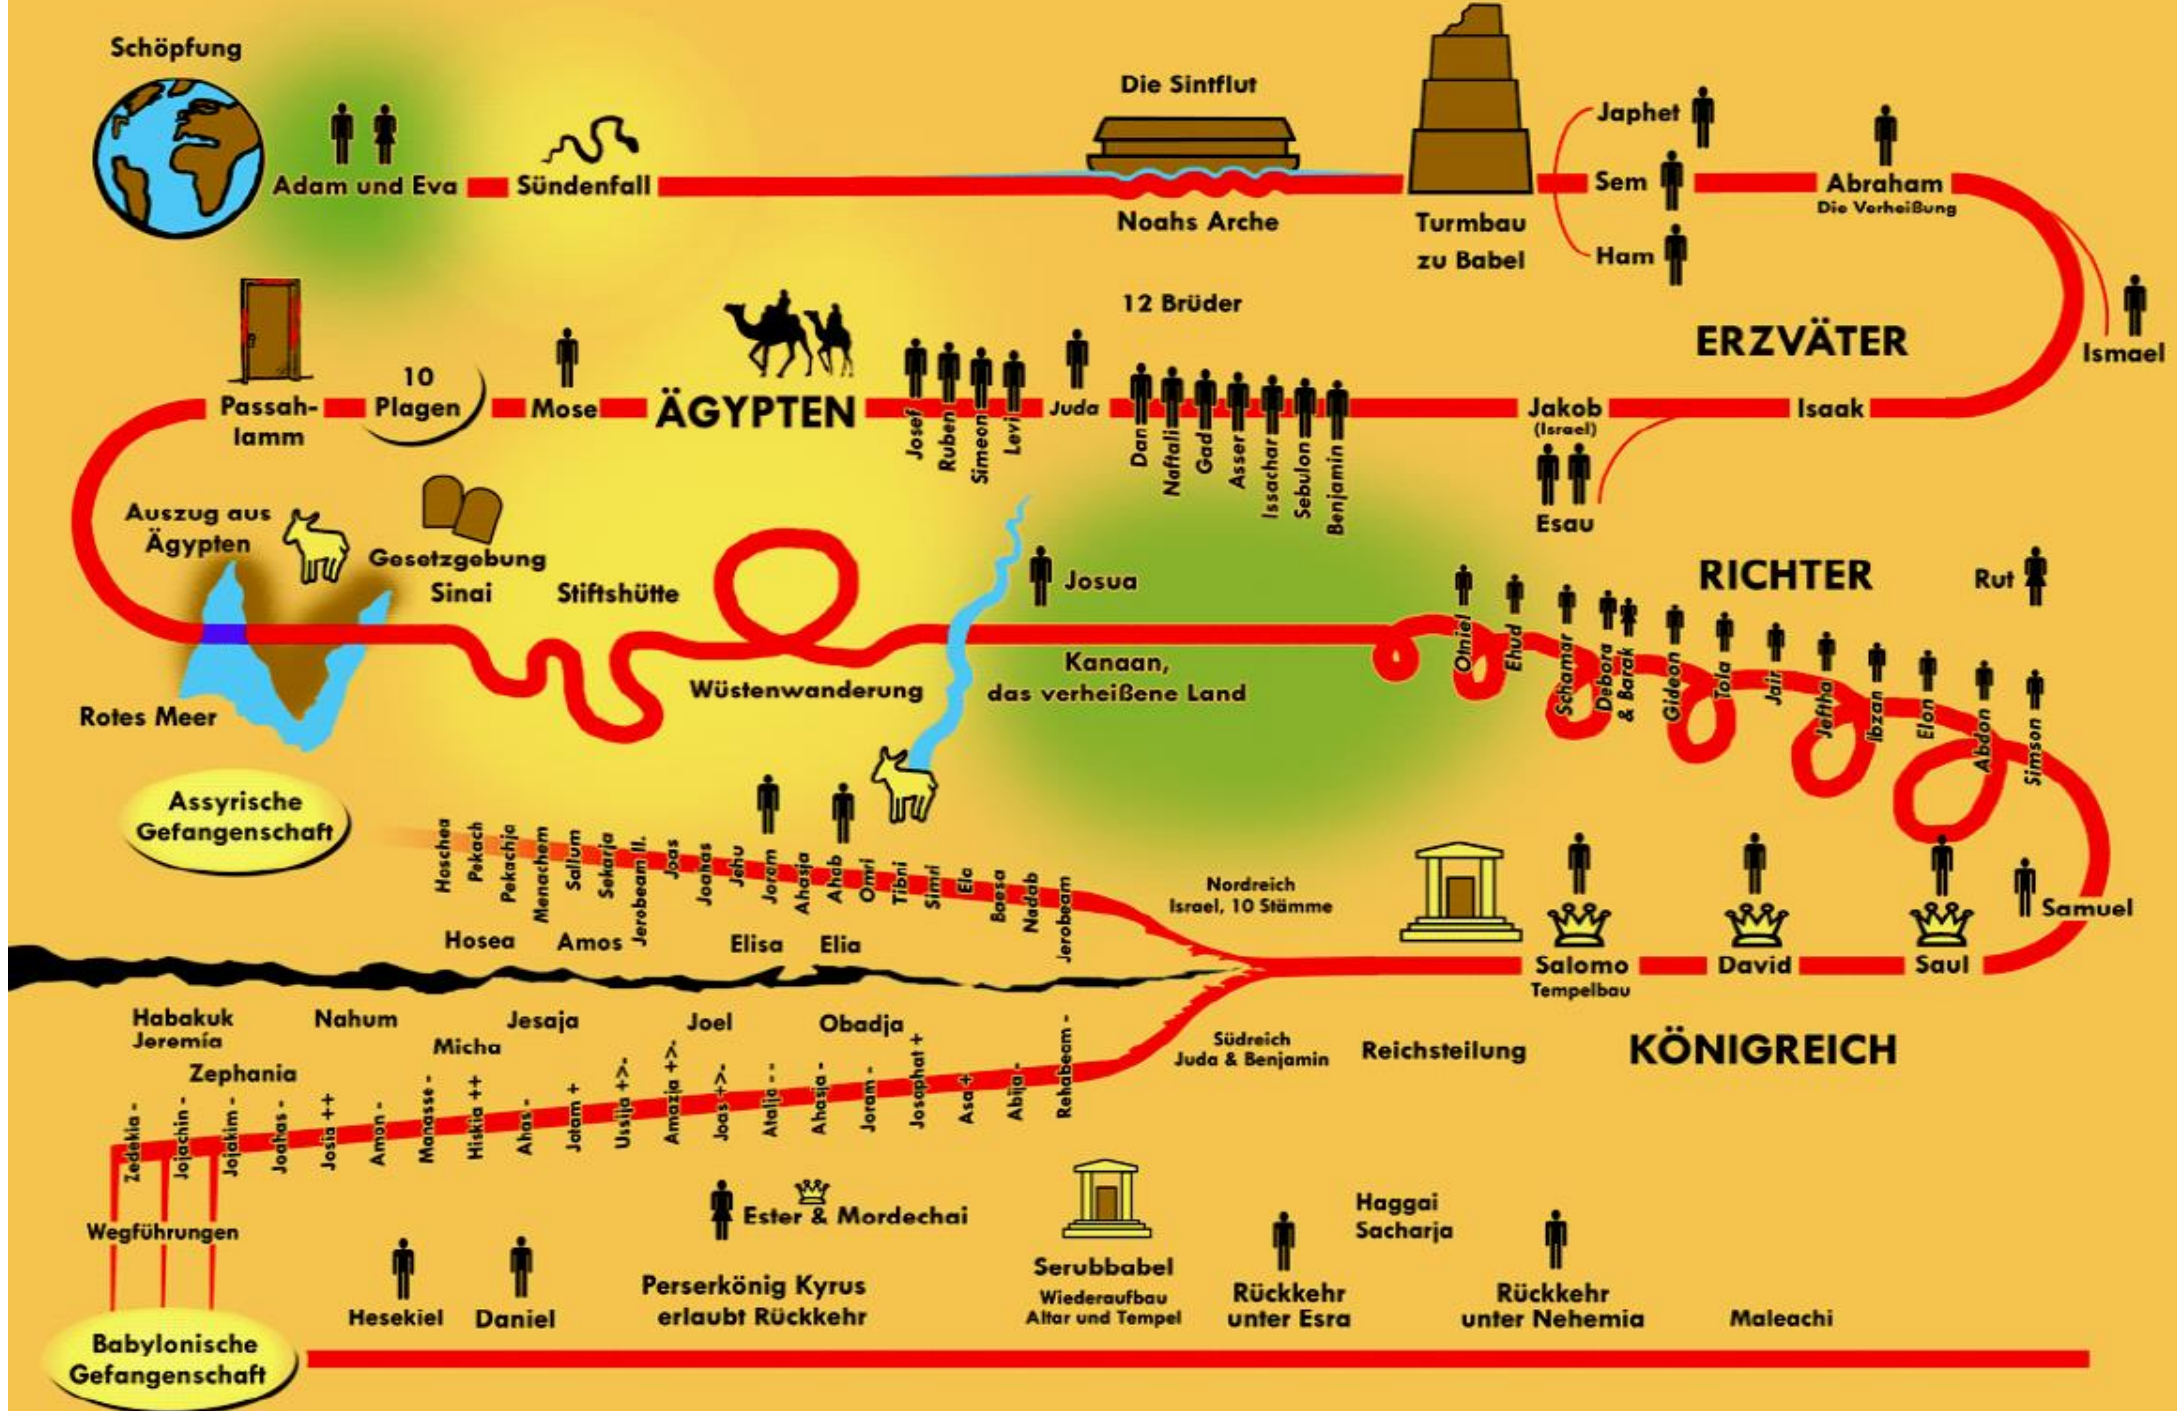 Schöpfung
Adam und Eva
Sündenfall
Die Sintflut
Noahs Arche
Turmbau
zu Babel
Japhet
Sem
Ham
Abraham
Die Verheißung
Ismael
ERZVÄTER
Isaak
Jakob
(Israel)
Esau
12 Brüder
Benjamin
Sebulon
Issachar
Asser
Gad
Naftali
Dan
Juda
Levi
Simeon
Ruben
Josef
ÄGYPTEN
Mose
10
Plagen
Passah-
lamm
Auszug aus
Ägypten
Rotes Meer
Gesetzgebung
Sinai
Stiftshütte
Wüstenwanderung
Josua
Kanaan,
das verheißene Land
RICHTER
Rut
Otniel
Ehud
Schamar
Debora
& Barak
Gideon
Tola
Jair
Jeftha
Ibzan
Elon
Abdon
Simson
Samuel
Saul
David
Salomo
Tempelbau
KÖNIGREICH
Reichsteilung
Nordreich
Israel, 10 Stämme
Jerobeam
Nadab
Baesa
Ela
Simri
Tibni
Omri
Ahab
Ahasja
Joram
Jehu
Joahas
Joas
Jerobeam II.
Sekarja
Sallum
Menachem
Pekachja
Pekach
Hoschea
Elia
Elisa
Amos
Hosea
Assyrische
Gefangenschaft
Südreich
Juda & Benjamin
Rehabeam -
Abija -
Asa +
Josaphat +
Joram -
Ahasja -
Atalja - -
Joas +>-
Amazja +>-
Ussija +>-
Jotam +
Ahas -
Hiskia ++
Manasse -
Amon -
Josia ++
Joahas -
Jojakim -
Jojachin -
Zedekia -
Obadja
Joel
Jesaja
Micha
Nahum
Habakuk
Jeremía
Zephania
Wegführungen
Babylonische
Gefangenschaft
Hesekiel
Daniel
Ester & Mordechai
Perserkönig Kyrus
erlaubt Rückkehr
Serubbabel
Wiederaufbau
Altar und Tempel
Rückkehr
unter Esra
Haggai
Sacharja
Rückkehr
unter Nehemia
Maleachi